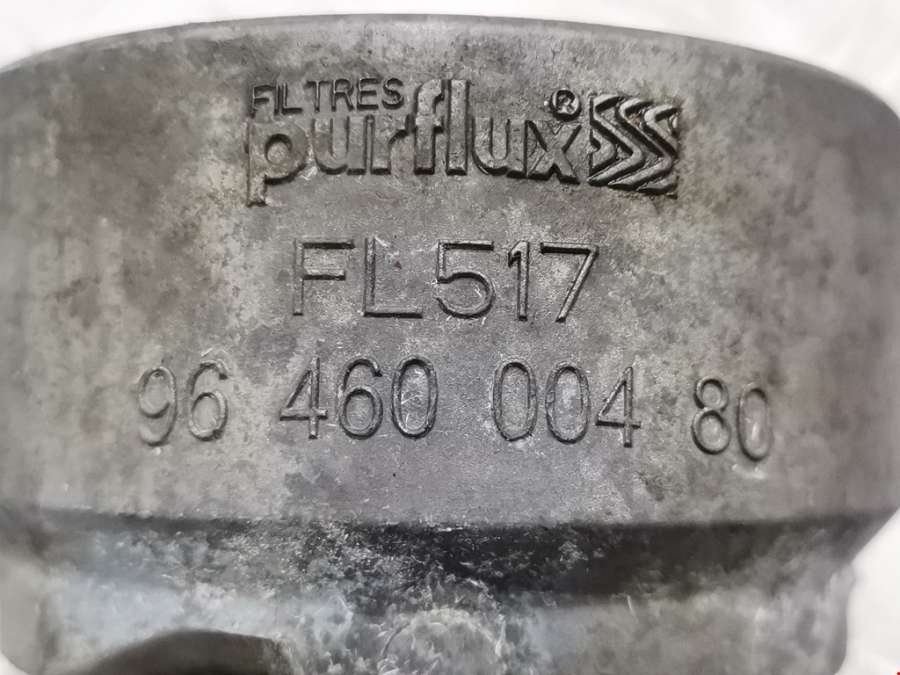 FILTRES
purflux®
FL517
96 460 004 80